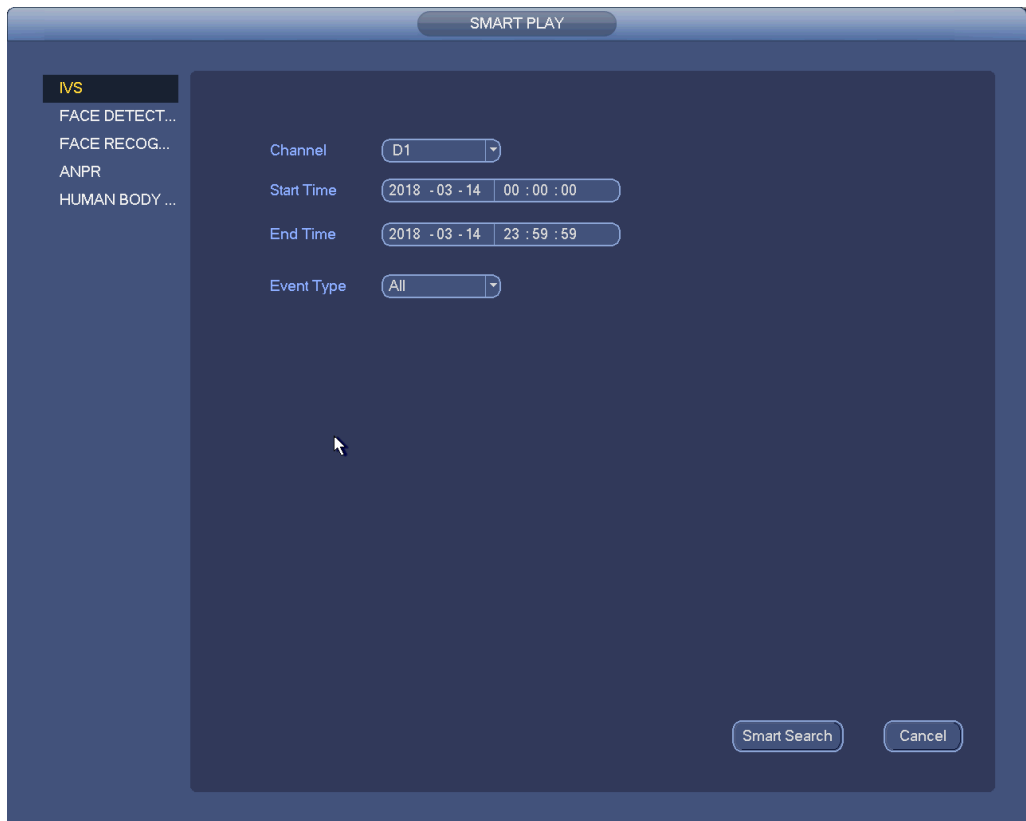 SMART PLAY
IVS
FACE DETECT...
FACE RECOG...
ANPR
HUMAN BODY ...
Channel D1
Start Time 2018 - 03 - 14 00 : 00 : 00
End Time 2018 - 03 - 14 23 : 59 : 59
Event Type All
Smart Search Cancel